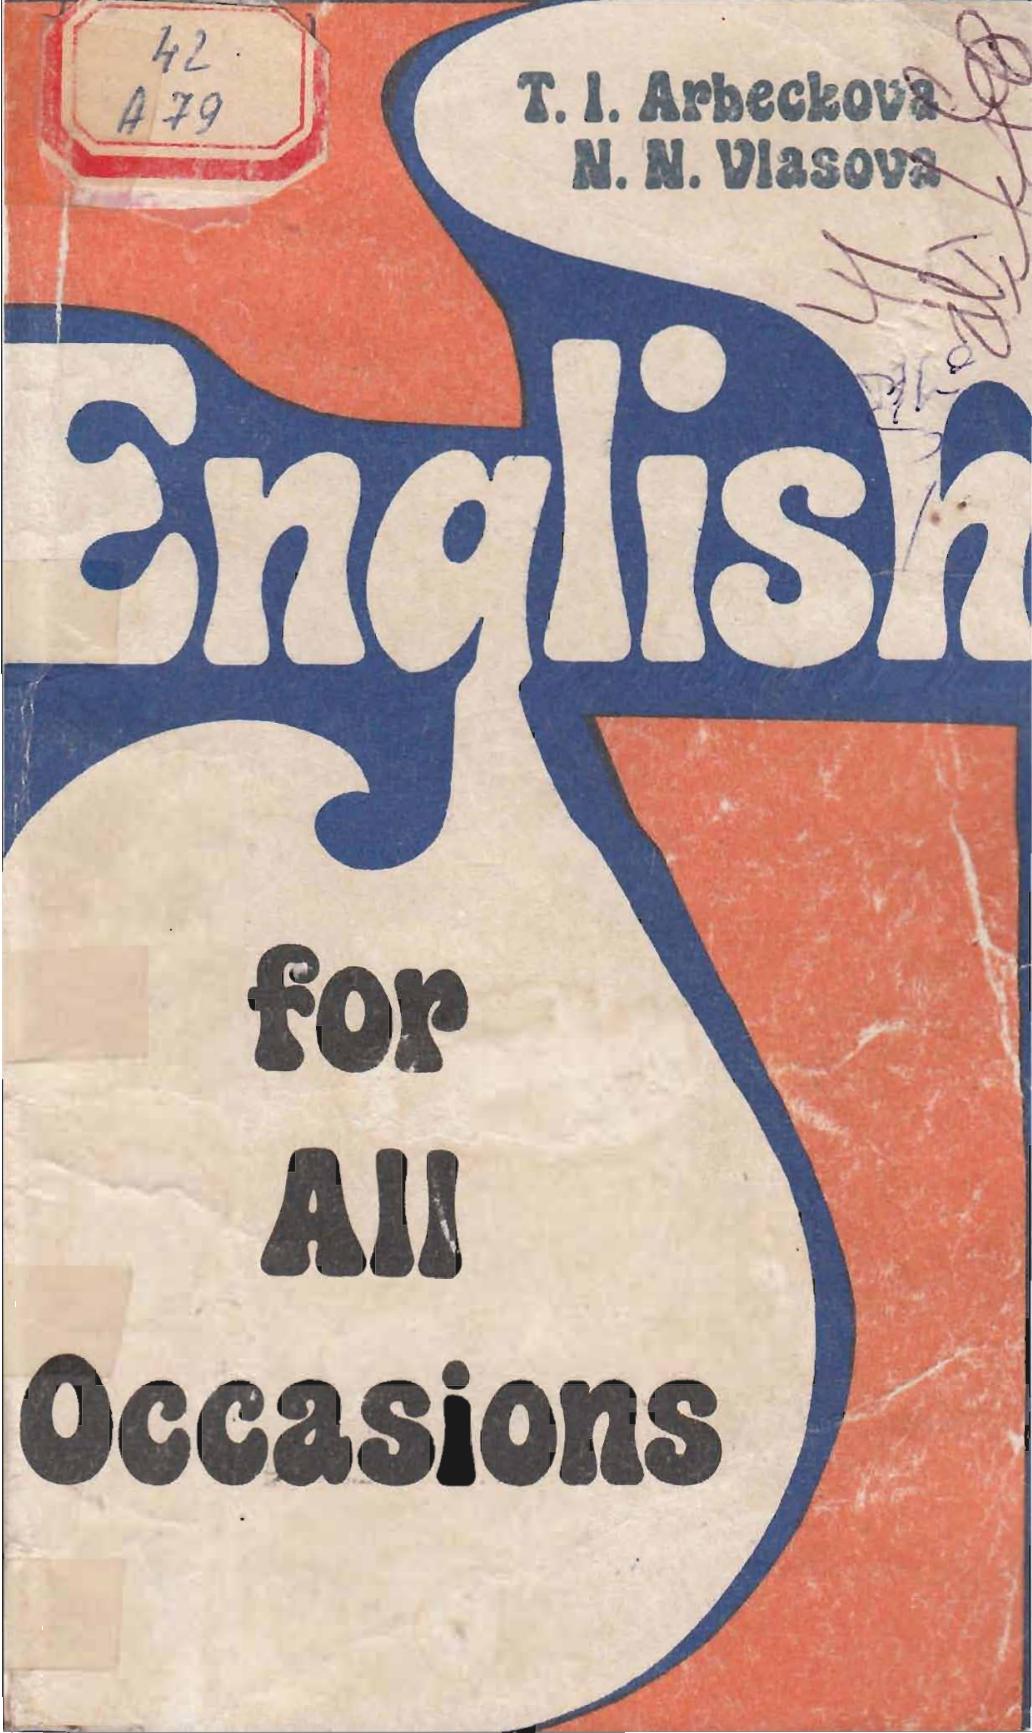 42
A 79
T. I. Arbeckova
N. N. Vlasova
English
for
All
Occasions